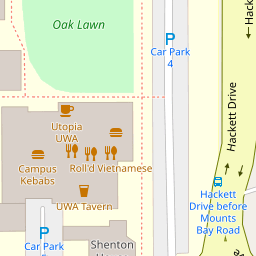 Oak Lawn
P
Car Park
4
Hack
Hackett Drive
Utopia
UWA
Campus
Kebabs
Roll'd Vietnamese
UWA Tavern
Hackett
Drive before
Mounts
Bay Road
P
Car Park
Shenton